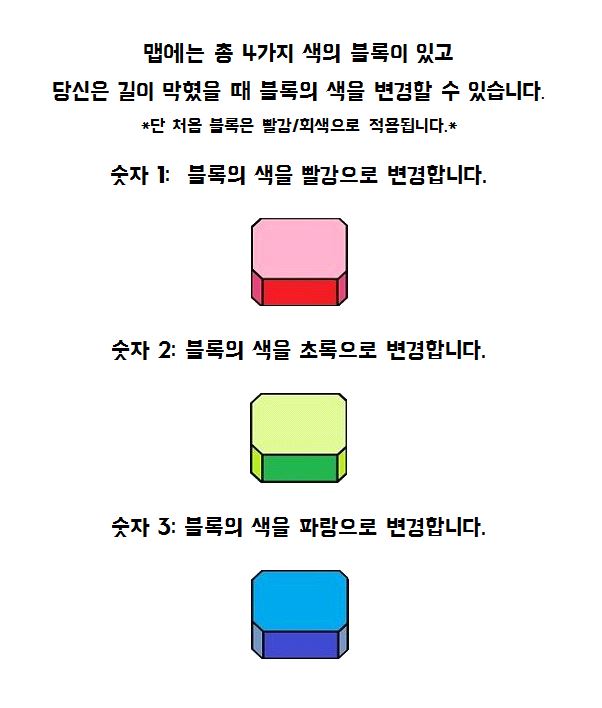 맵에는 총 4가지 색의 블록이 있고
당신은 길이 막혔을 때 블록의 색을 변경할 수 있습니다.
*단 처음 블록은 빨강/회색으로 적용됩니다.*
숫자 1: 블록의 색을 빨강으로 변경합니다.
숫자 2: 블록의 색을 초록으로 변경합니다.
숫자 3: 블록의 색을 파랑으로 변경합니다.